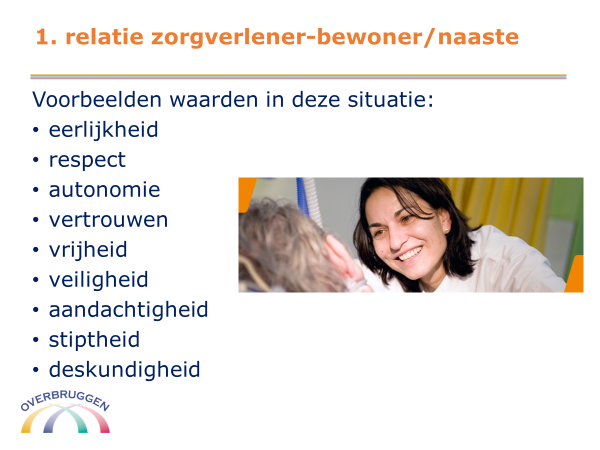 1. relatie zorgverlener-bewoner/naaste
Voorbeelden waarden in deze situatie:
• eerlijkheid
• respect
• autonomie
• vertrouwen
• vrijheid
• veiligheid
• aandachtigheid
• stiptheid
• deskundigheid
OVERBRUGGEN